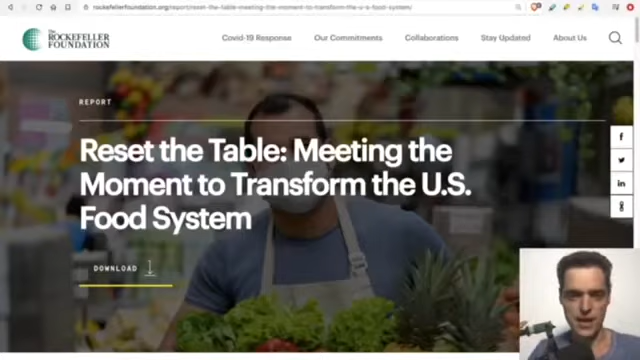 rockefellerfoundation.org/report/reset-the-table-meeting-the-moment-to-transform-the-u-s-food-system/
The
ROCKEFELLER
FOUNDATION
Covid-19 Response
Our Commitments
Collaborations
Stay Updated
About Us
REPORT
Reset the Table: Meeting the
Moment to Transform the U.S.
Food System
DOWNLOAD